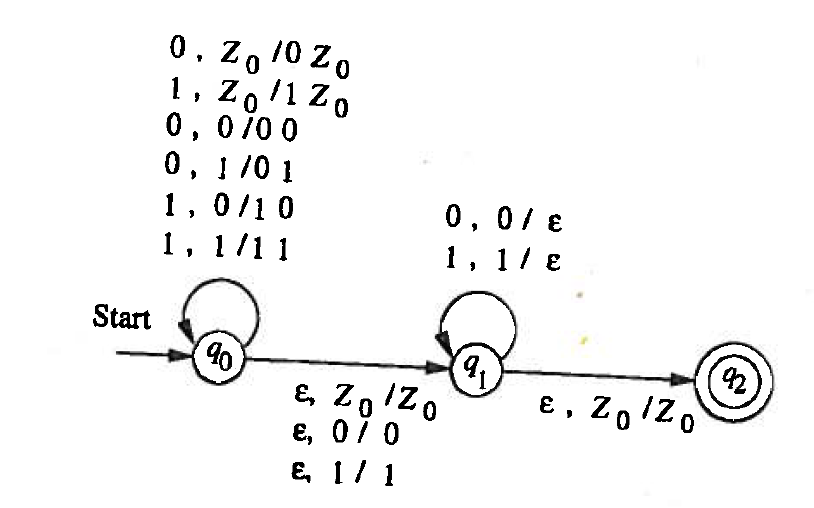 0, Z0/0 Z0
1, Z0/1 Z0
0, 0/0 0
0, 1/0 1
1, 0/1 0
1, 1/1 1
0, 0/ ε
1, 1/ ε
Start
q0
q1
q2
ε, Z0/Z0
ε, 0/ 0
ε, 1/ 1
ε, Z0/Z0